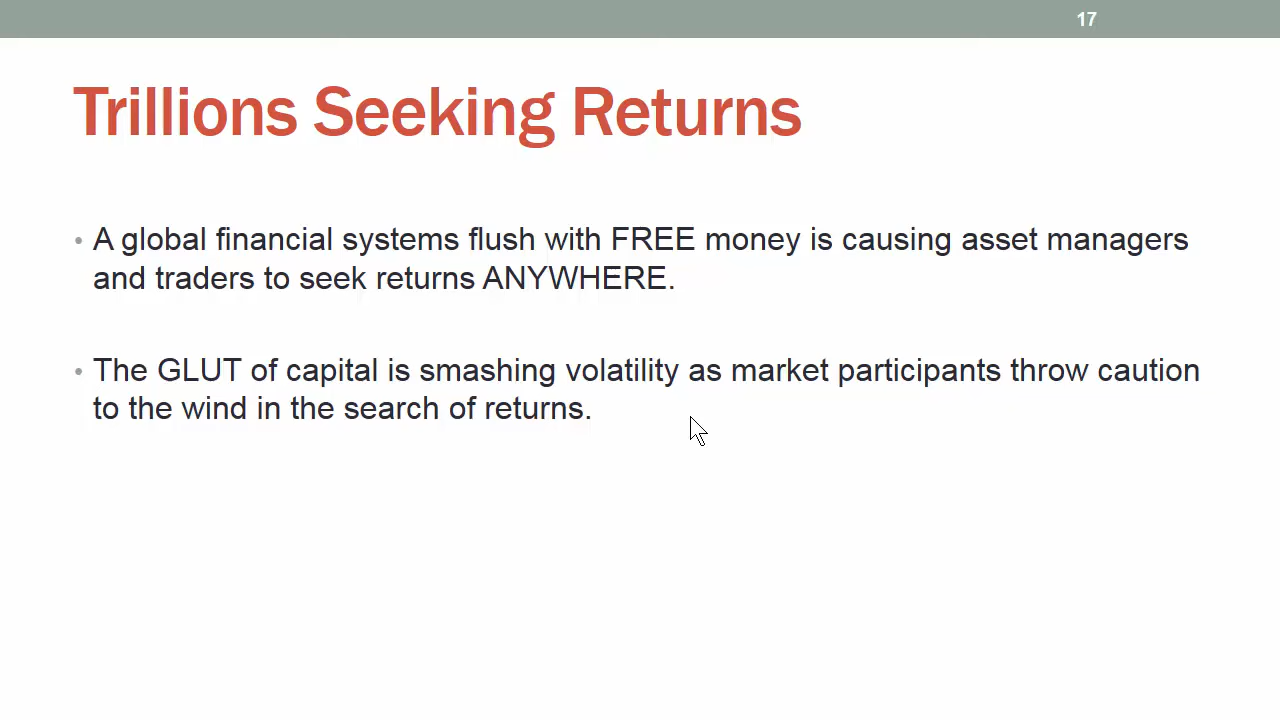 17
Trillions Seeking Returns
• A global financial systems flush with FREE money is causing asset managers
and traders to seek returns ANYWHERE.
• The GLUT of capital is smashing volatility as market participants throw caution
to the wind in the search of returns.